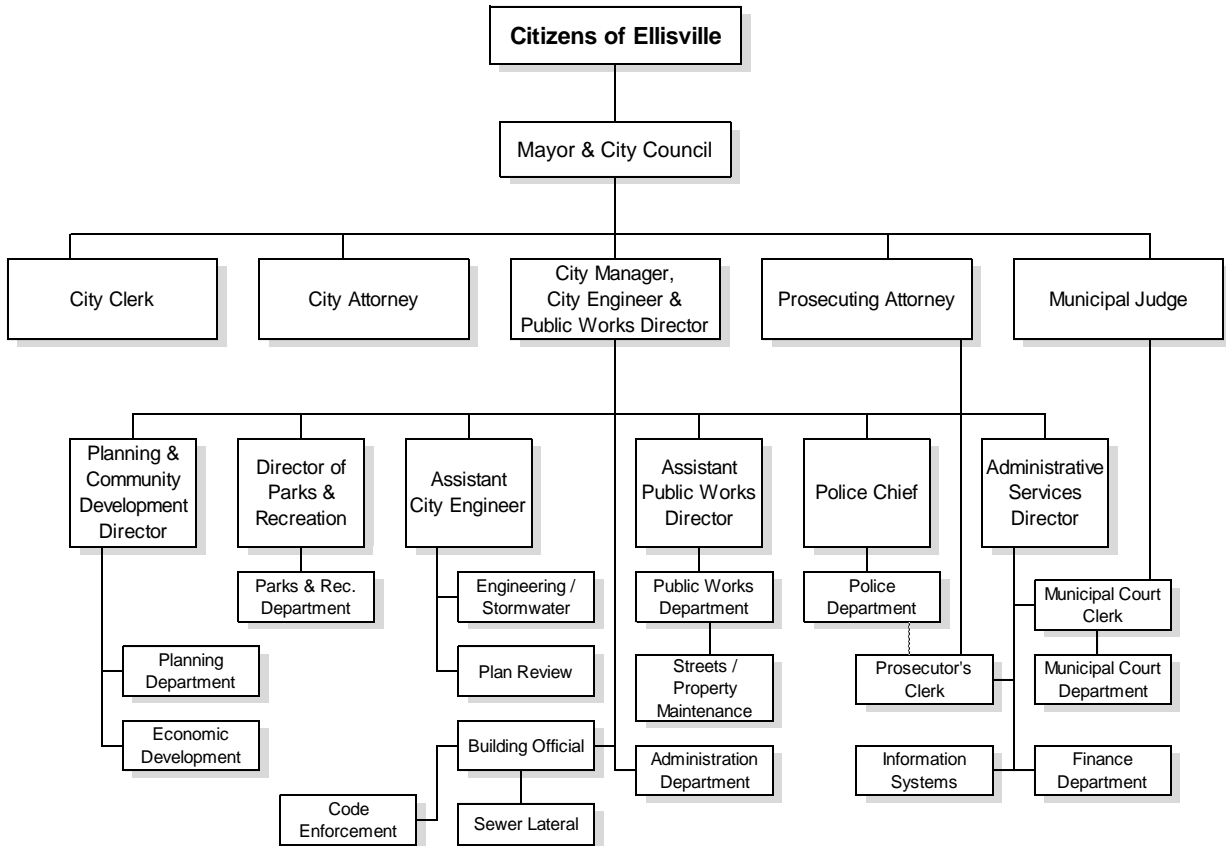 Citizens of Ellisville
Mayor & City Council
City Clerk
City Attorney
City Manager,
City Engineer &
Public Works Director
Prosecuting Attorney
Municipal Judge
Planning &
Community
Development
Director
Director of
Parks &
Recreation
Assistant
City Engineer
Assistant
Public Works
Director
Police Chief
Administrative
Services
Director
Parks & Rec.
Department
Engineering /
Stormwater
Public Works
Department
Police
Department
Municipal Court
Clerk
Planning
Department
Plan Review
Streets /
Property
Maintenance
Prosecutor's
Clerk
Municipal Court
Department
Economic
Development
Building Official
Administration
Department
Information
Systems
Finance
Department
Code
Enforcement
Sewer Lateral